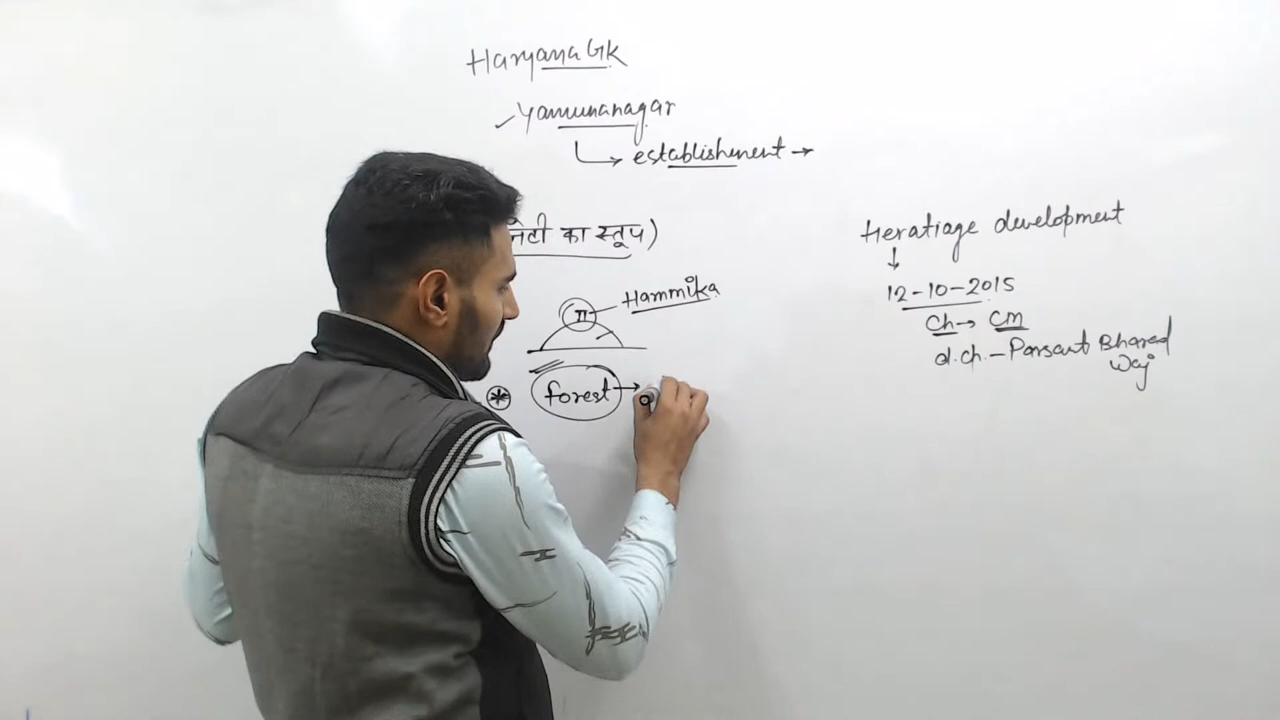 Haryana GK
✓ Yamunanagar
establishment →
का स्तूप)
Hammika
forest →
Heratiage development
↓
12-10-2015
Ch → CM
d.ch. - Parsant Bhared
Waj